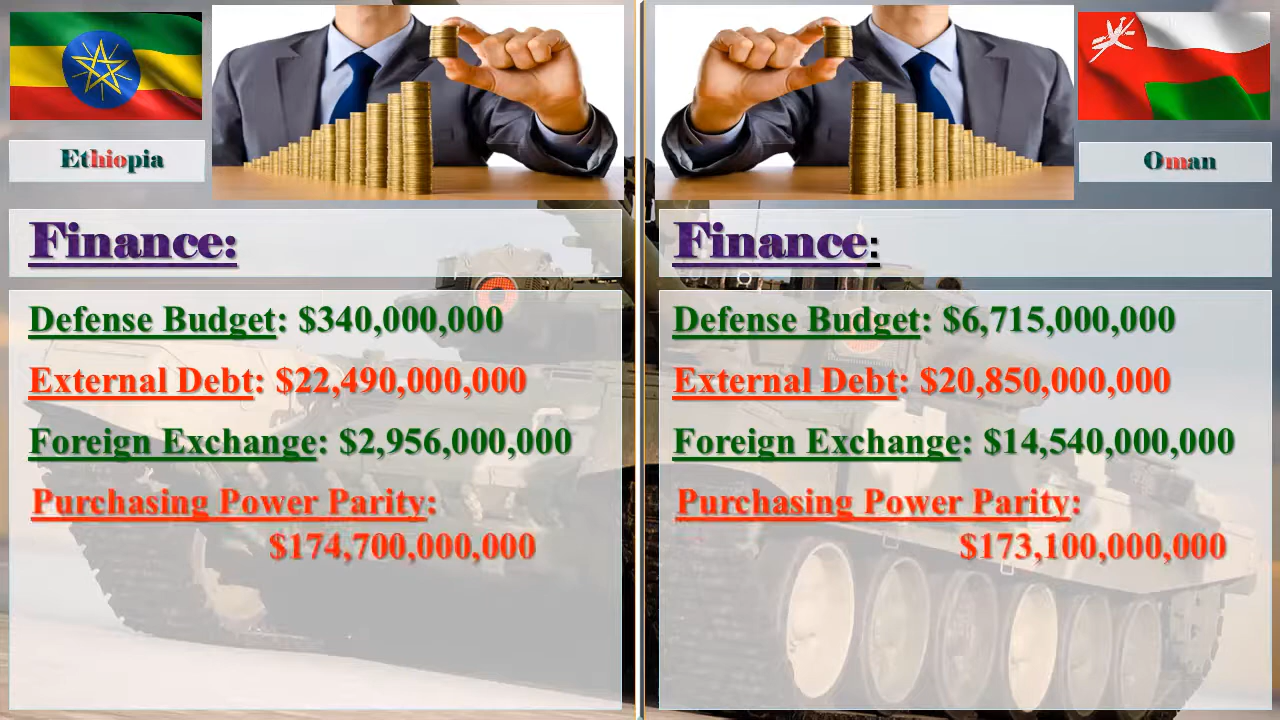 Ethiopia
Finance:
Defense Budget: $340,000,000
External Debt: $22,490,000,000
Foreign Exchange: $2,956,000,000
Purchasing Power Parity:
$174,700,000,000
Oman
Finance:
Defense Budget: $6,715,000,000
External Debt: $20,850,000,000
Foreign Exchange: $14,540,000,000
Purchasing Power Parity:
$173,100,000,000